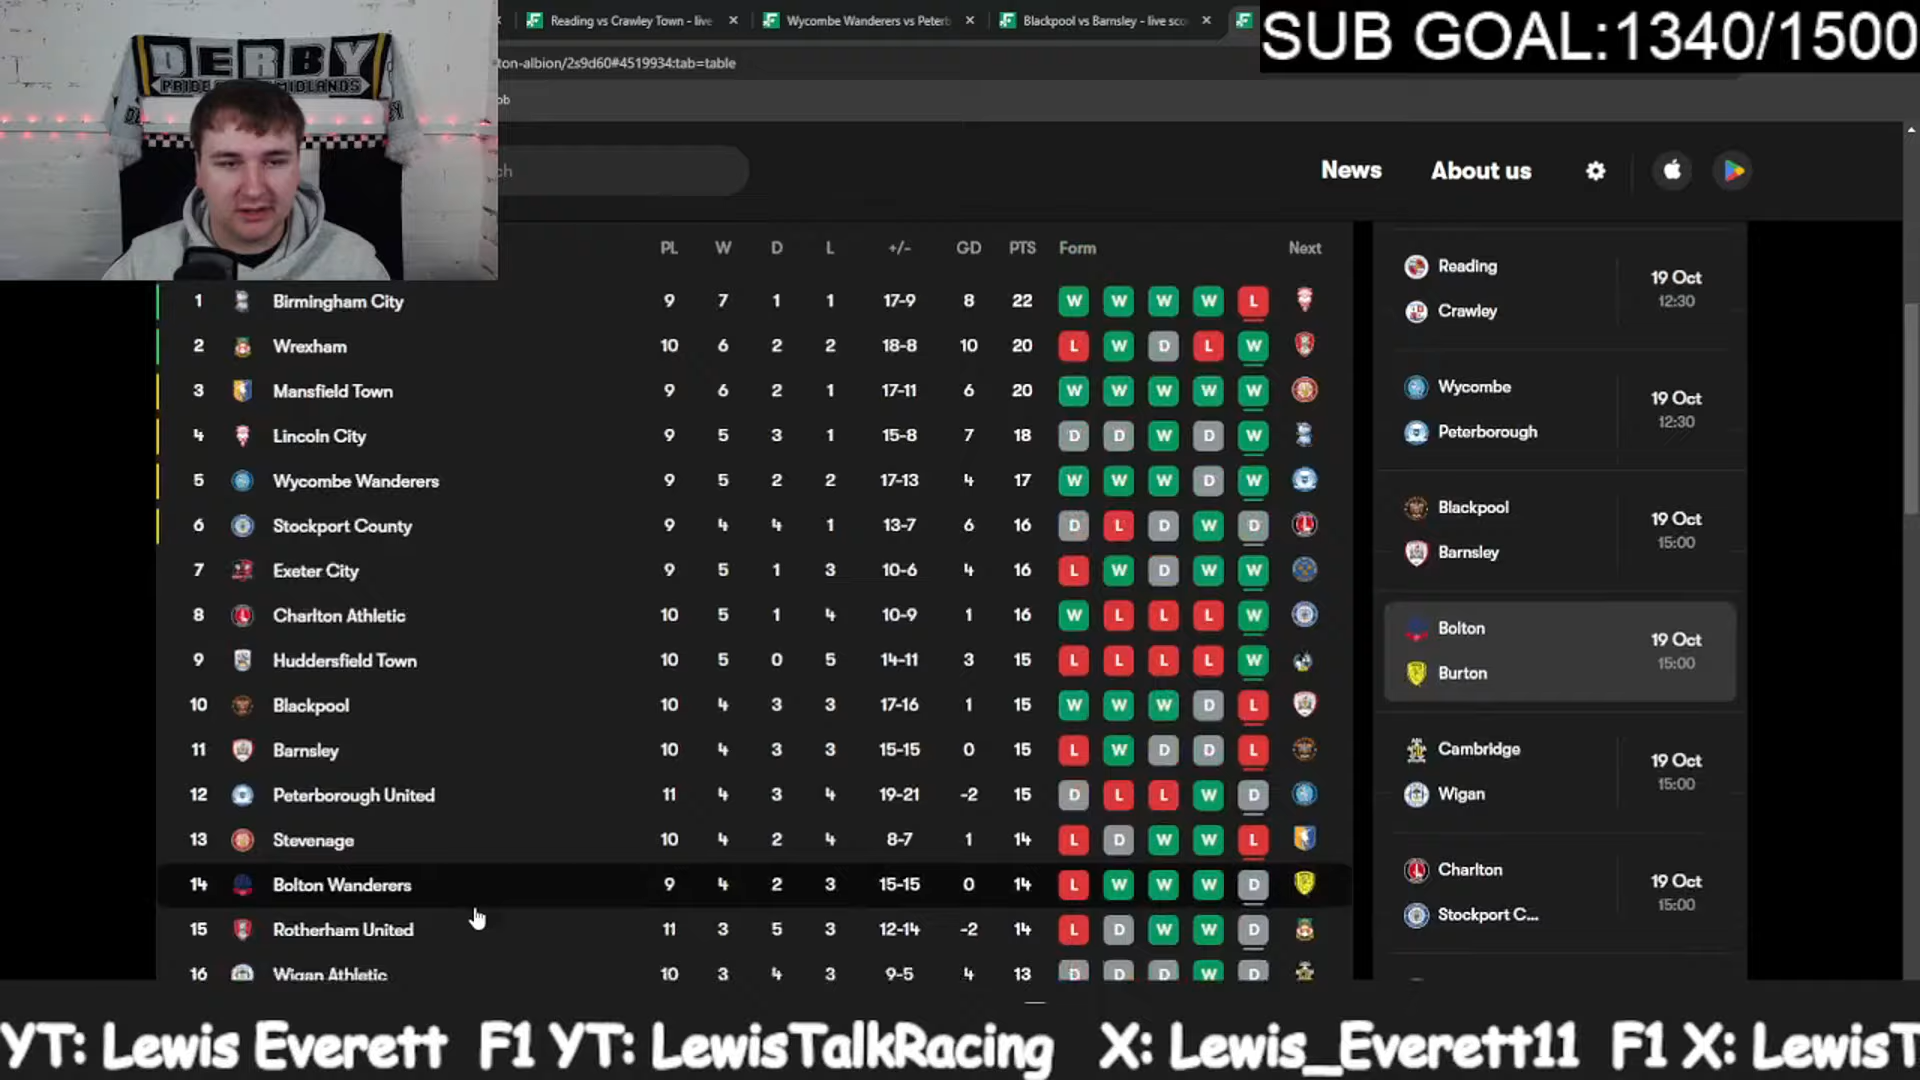 Reading vs Crawley Town - live
Wycombe Wanderers vs Peterb
Blackpool vs Barnsley - live sco
SUB GOAL:1340/1500
ton-albion/2s9d60#4519934:tab=table
ob
DERBY
PRIDE
MIDLANDS
ch
News
About us
PL W D L +/- GD PTS Form Next
1 Birmingham City 9 7 1 1 17-9 8 22 W W W W L
2 Wrexham 10 6 2 2 18-8 10 20 L W D L W
3 Mansfield Town 9 6 2 1 17-11 6 20 W W W W W
4 Lincoln City 9 5 3 1 15-8 7 18 D D W D W
5 Wycombe Wanderers 9 5 2 2 17-13 4 17 W W W D W
6 Stockport County 9 4 4 1 13-7 6 16 D L D W D
7 Exeter City 9 5 1 3 10-6 4 16 L W D W W
8 Charlton Athletic 10 5 1 4 10-9 1 16 W L L L W
9 Huddersfield Town 10 5 0 5 14-11 3 15 L L L L W
10 Blackpool 10 4 3 3 17-16 1 15 W W W D L
11 Barnsley 10 4 3 3 15-15 0 15 L W D D L
12 Peterborough United 11 4 3 4 19-21 -2 15 D L L W D
13 Stevenage 10 4 2 4 8-7 1 14 L D W W L
14 Bolton Wanderers 9 4 2 3 15-15 0 14 L W W W D
15 Rotherham United 11 3 5 3 12-14 -2 14 L D W W D
16 Wigan Athletic 10 3 4 3 9-5 4 13 D D D W D
Reading
19 Oct
12:30
Crawley
Wycombe
19 Oct
12:30
Peterborough
Blackpool
19 Oct
15:00
Barnsley
Bolton
19 Oct
15:00
Burton
Cambridge
19 Oct
15:00
Wigan
Charlton
19 Oct
15:00
Stockport C...
YT: Lewis Everett F1 YT: LewisTalkRacing X: Lewis_Everett11 F1 X: LewisT